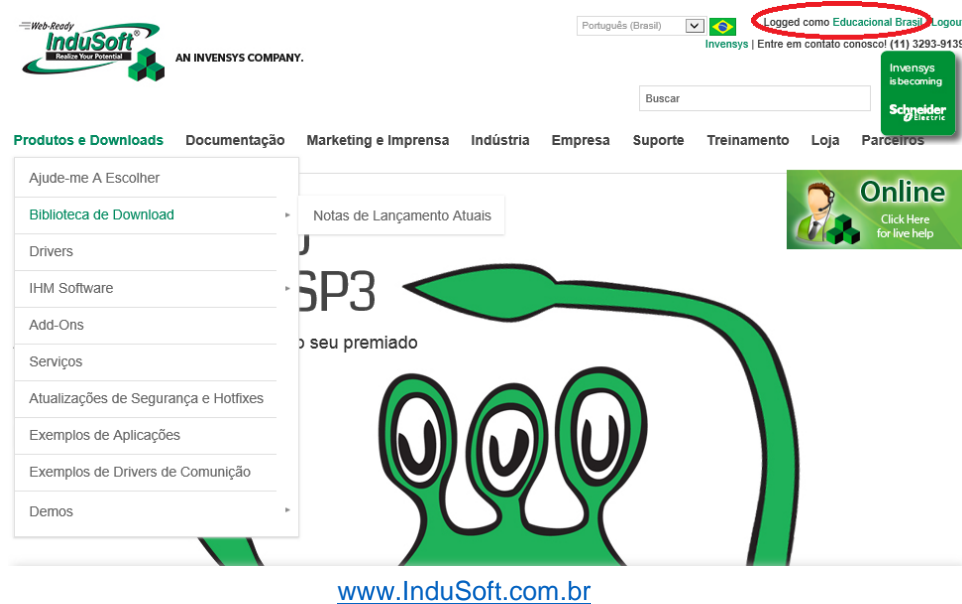 Web-Ready
InduSoft®
Realize Your Potential
AN INVENSYS COMPANY.
Português (Brasil)
Logged como Educacional Brasil Logou
Invensys | Entre em contato conosco! (11) 3293-9139
Invensys
is becoming
Schneider
Electric
Buscar
Produtos e Downloads Documentação Marketing e Imprensa Indústria Empresa Suporte Treinamento Loja Parceiros
Ajude-me A Escolher
Biblioteca de Download
Notas de Lançamento Atuais
Drivers
IHM Software
Add-Ons
Serviços
Atualizações de Segurança e Hotfixes
Exemplos de Aplicações
Exemplos de Drivers de Comunição
Demos
Online
Click Here
for live help
SP3
o seu premiado
www.InduSoft.com.br